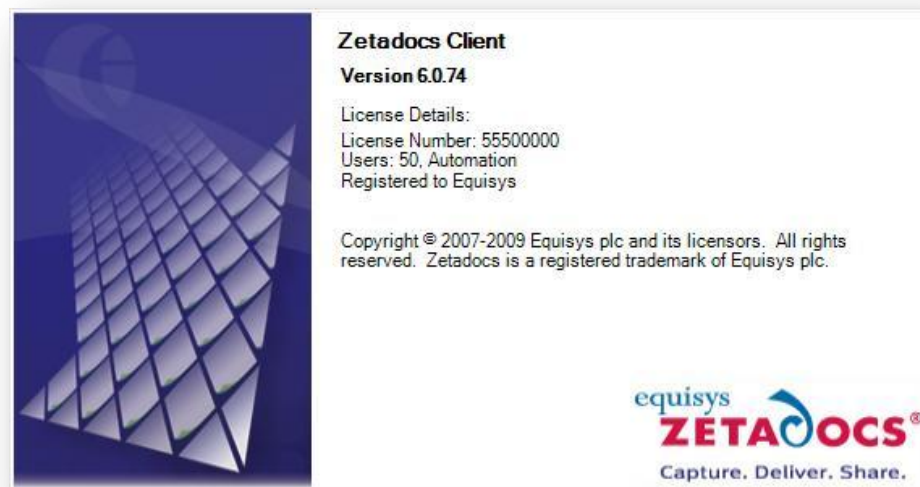 Zetadocs Client
Version 6.0.74
License Details:
License Number: 55500000
Users: 50, Automation
Registered to Equisys
Copyright © 2007-2009 Equisys plc and its licensors.  All rights
reserved.  Zetadocs is a registered trademark of Equisys plc.
equisys
ZETADOCS®
Capture. Deliver. Share.